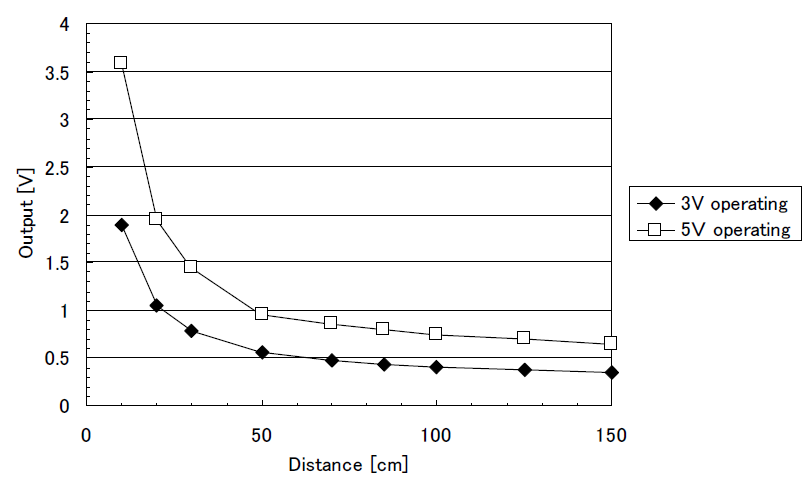 4
3.5
3
2.5
2
1.5
1
0.5
0
Output [V]
0 50 100 150
Distance [cm]
3V operating
5V operating